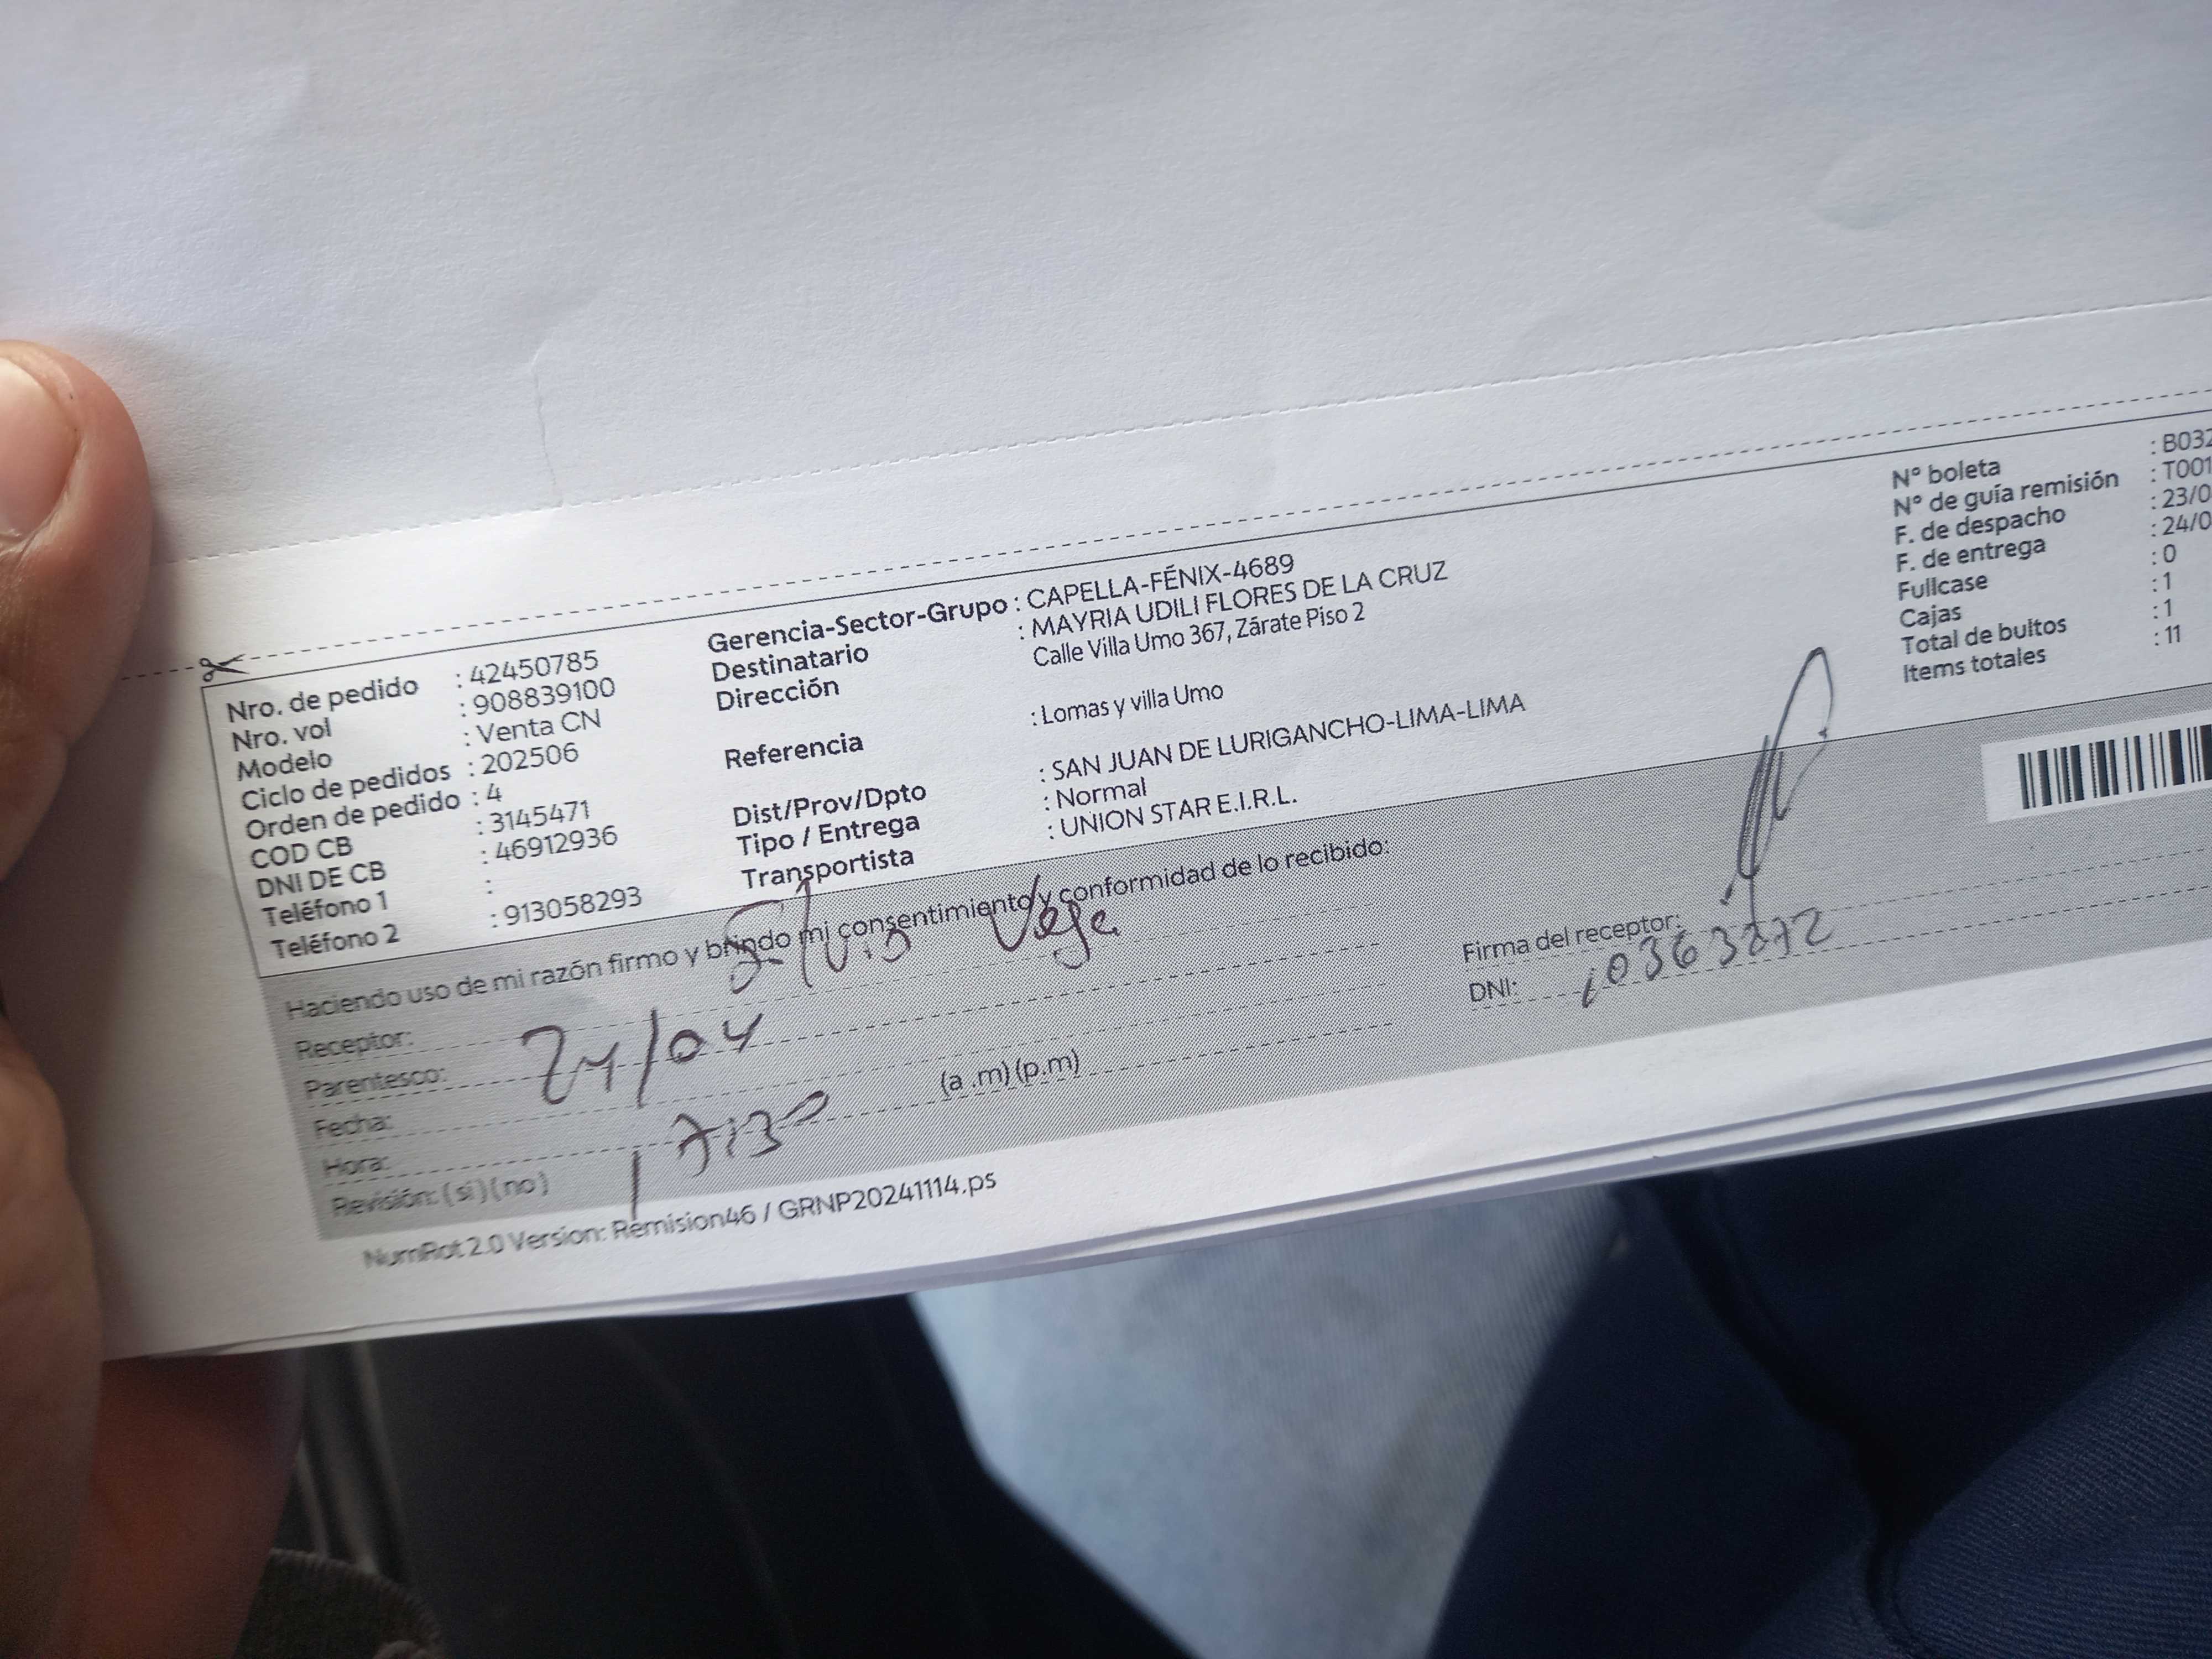 Nro. de pedido : 42450785
Nro. vol : 908839100
Modelo : Venta CN
Ciclo de pedidos : 202506
Orden de pedido : 4
COD CB : 3145471
DNI DE CB : 46912936
Teléfono 1 :
Teléfono 2 : 913058293
Gerencia-Sector-Grupo : CAPELLA-FÉNIX-4689
Destinatario : MAYRIA UDILI FLORES DE LA CRUZ
Dirección Calle Villa Umo 367, Zárate Piso 2
Referencia : Lomas y villa Umo
Dist/Prov/Dpto : SAN JUAN DE LURIGANCHO-LIMA-LIMA
Tipo / Entrega : Normal
Transportista : UNION STAR E.I.R.L.
N° boleta : B032
N° de guía remisión : T001
F. de despacho : 23/0
F. de entrega : 24/0
Fullcase : 0
Cajas : 1
Total de bultos : 1
Items totales : 11
Haciendo uso de mi razón firmo y brindo mi consentimiento y conformidad de lo recibido:
Receptor: Silvio Vega
Parentesco:
Fecha: 24/04
Hora: 17:30 (a .m) (p.m)
Revisión: (si) (no)
Firma del receptor:
DNI:
NumRot 2.0 Version: Remision46 / GRNP20241114.ps